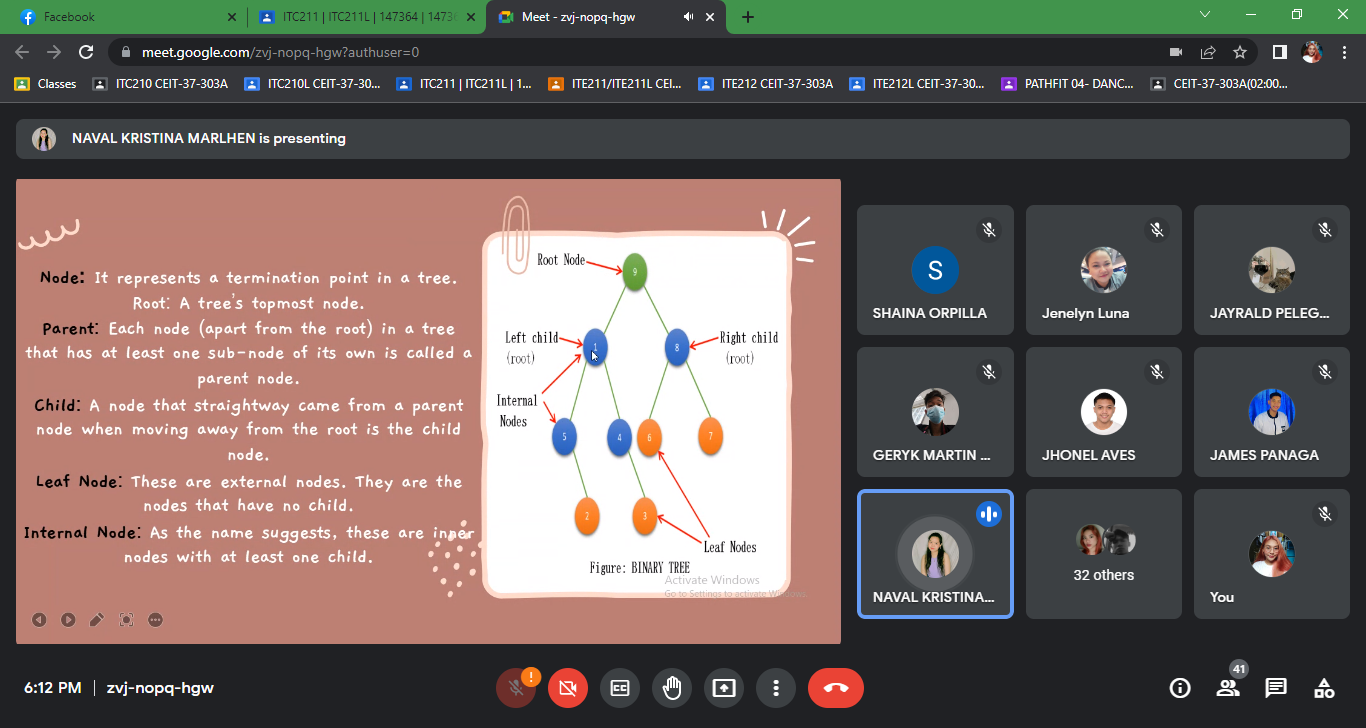 Facebook
ITC211 | ITC211L | 147364 | 1473
Meet - zvj-nopq-hgw
meet.google.com/zvj-nopq-hgw?authuser=0
Classes
ITC210 CEIT-37-303A
ITC210L CEIT-37-30...
ITC211 | ITC211L | 1...
ITE211/ITE211L CEI...
ITE212 CEIT-37-303A
ITE212L CEIT-37-30...
PATHFIT 04- DANC...
CEIT-37-303A(02:00...
NAVAL KRISTINA MARLHEN is presenting
Node: It represents a termination point in a tree.
Root: A tree's topmost node.
Parent: Each node (apart from the root) in a tree
that has at least one sub-node of its own is called a
parent node.
Child: A node that straightway came from a parent
node when moving away from the root is the child
node.
Leaf Node: These are external nodes. They are the
nodes that have no child.
Internal Node: As the name suggests, these are inner
nodes with at least one child.
Root Node
9
Left child
(root)
1
8
Right child
(root)
Internal
Nodes
5
4
6
7
2
3
Leaf Nodes
Figure: BINARY TREE
Activate Windows
Go to Settings to activate Windows.
S
SHAINA ORPILLA
Jenelyn Luna
JAYRALD PELEG...
GERYK MARTIN ...
JHONEL AVES
JAMES PANAGA
NAVAL KRISTINA...
32 others
You
6:12 PM | zvj-nopq-hgw
!
CC
41